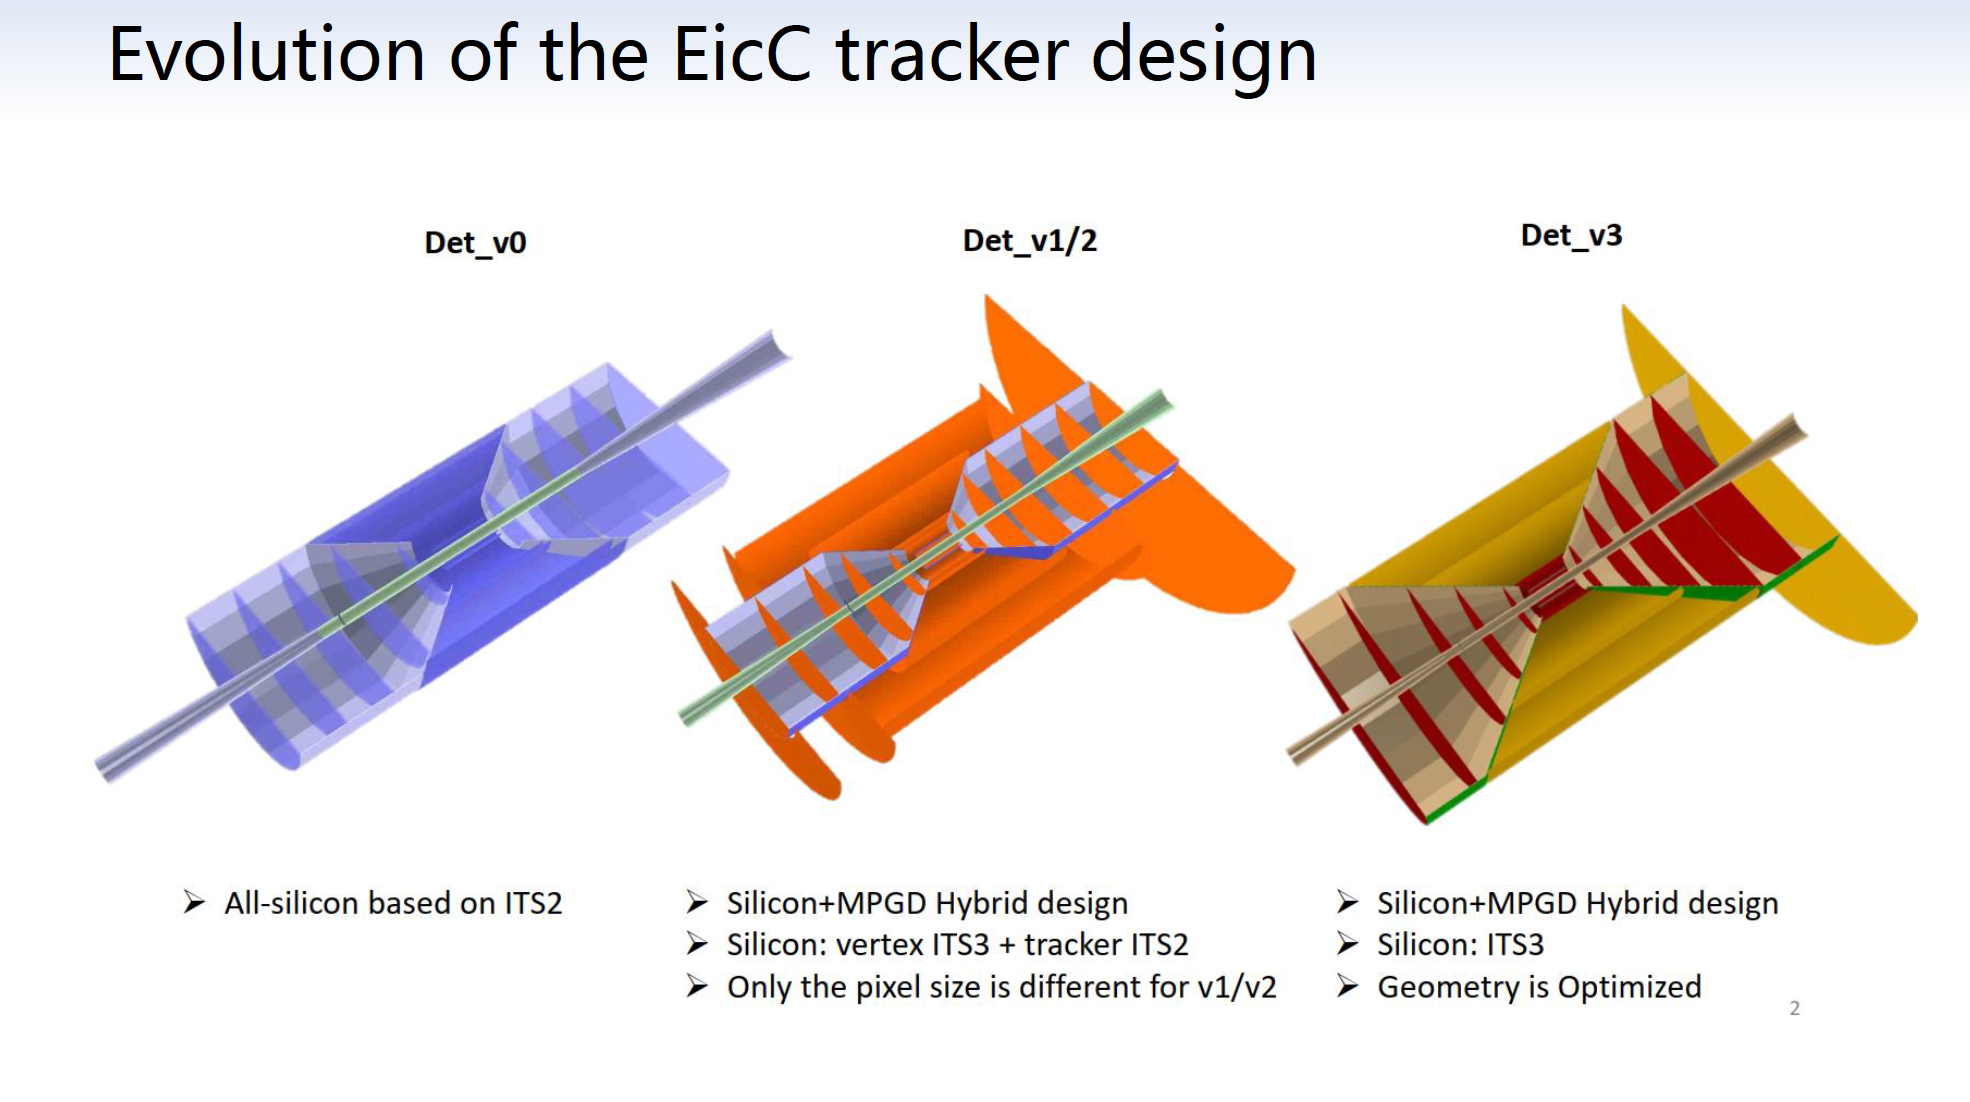 Evolution of the EicC tracker design
Det_v0
Det_v1/2
Det_v3
➢ All-silicon based on ITS2
➢ Silicon+MPGD Hybrid design
➢ Silicon: vertex ITS3 + tracker ITS2
➢ Only the pixel size is different for v1/v2
➢ Silicon+MPGD Hybrid design
➢ Silicon: ITS3
➢ Geometry is Optimized
2